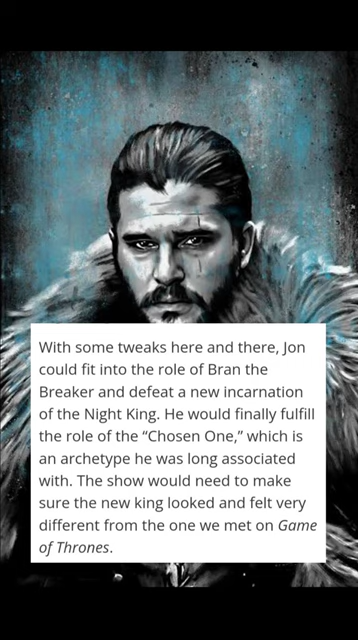 With some tweaks here and there, Jon
could fit into the role of Bran the
Breaker and defeat a new incarnation
of the Night King. He would finally fulfill
the role of the “Chosen One,” which is
an archetype he was long associated
with. The show would need to make
sure the new king looked and felt very
different from the one we met on Game
of Thrones.